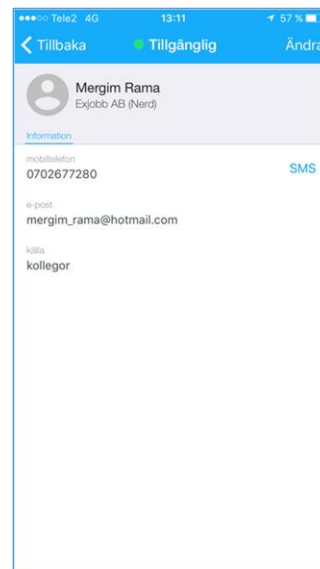 Tele2 4G 13:11 57 %
Tillbaka Tillgänglig Ändra
Mergim Rama
Exjobb AB (Nerd)
Information
mobiltelefon
0702677280 SMS
e-post
mergim_rama@hotmail.com
källa
kollegor